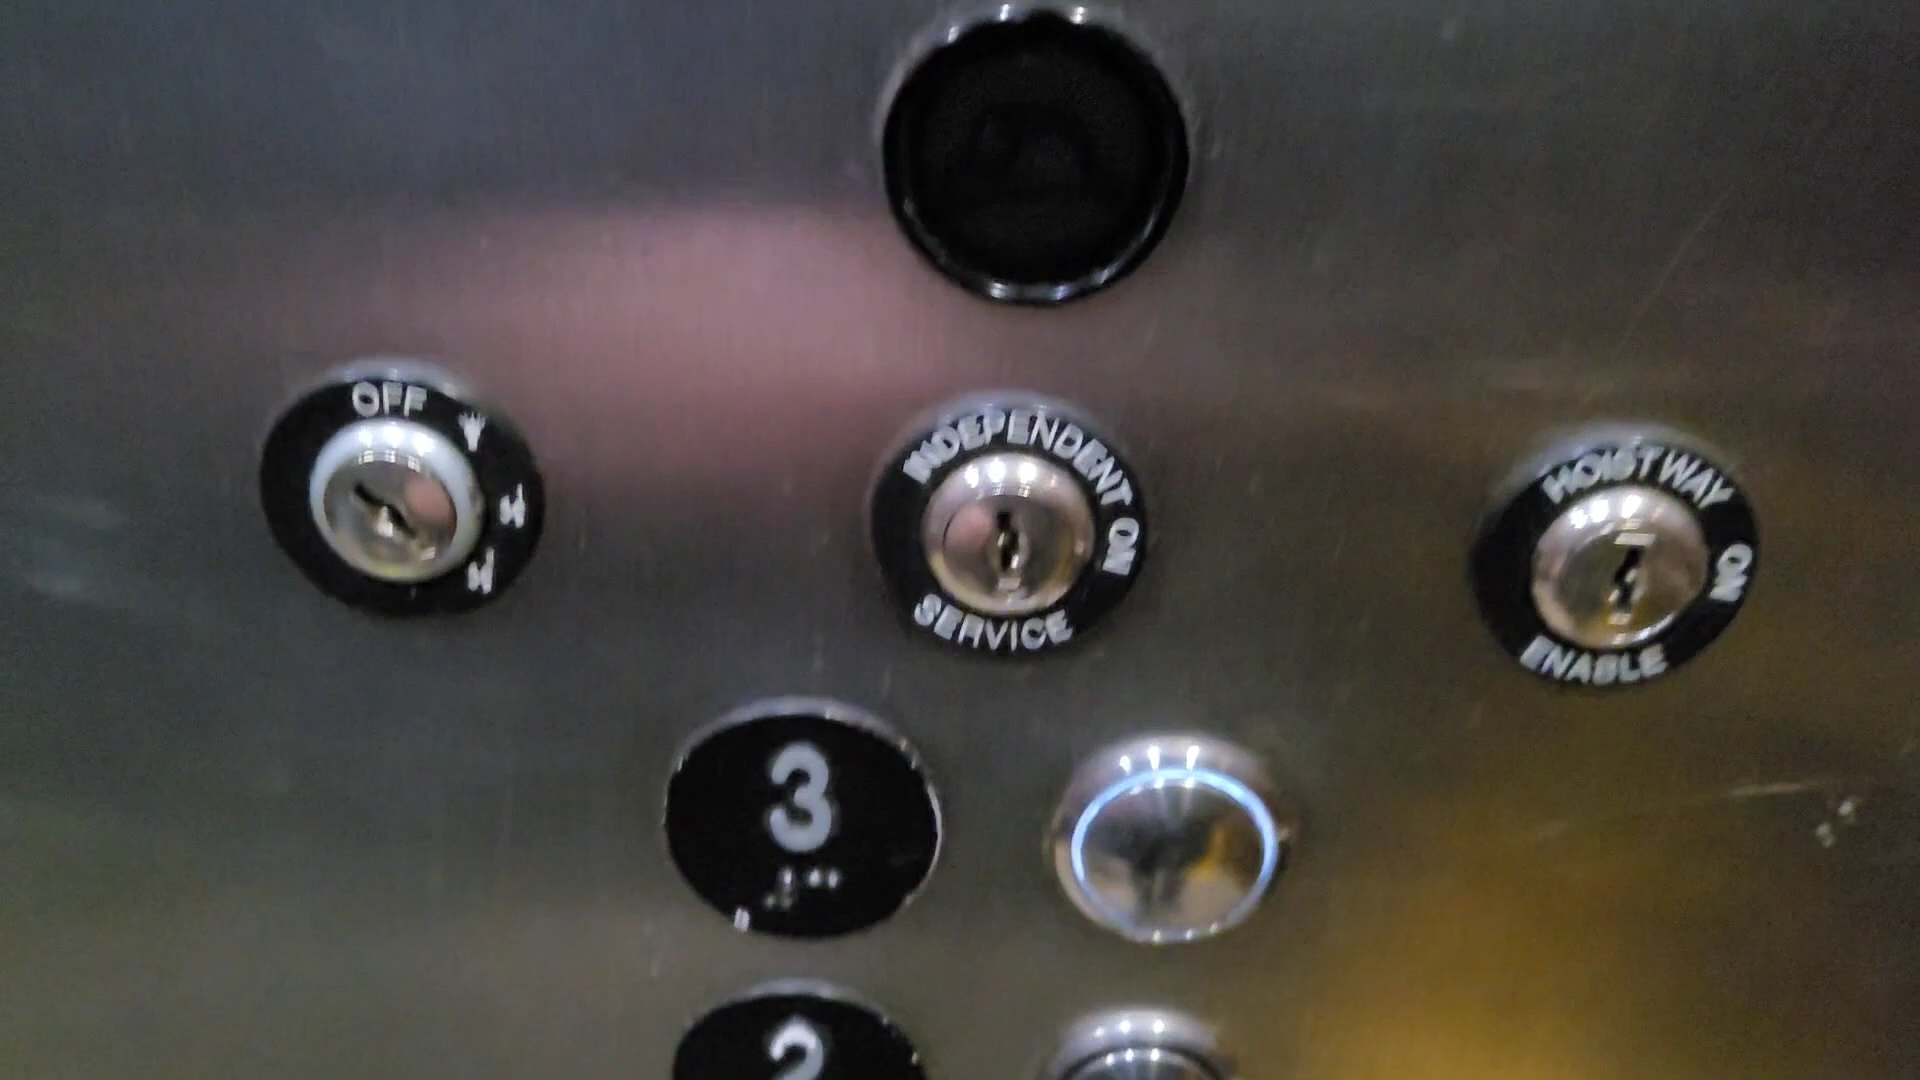 OFF
INDEPENDENT ON
SERVICE
HOISTWAY ON
ENABLE
3
2